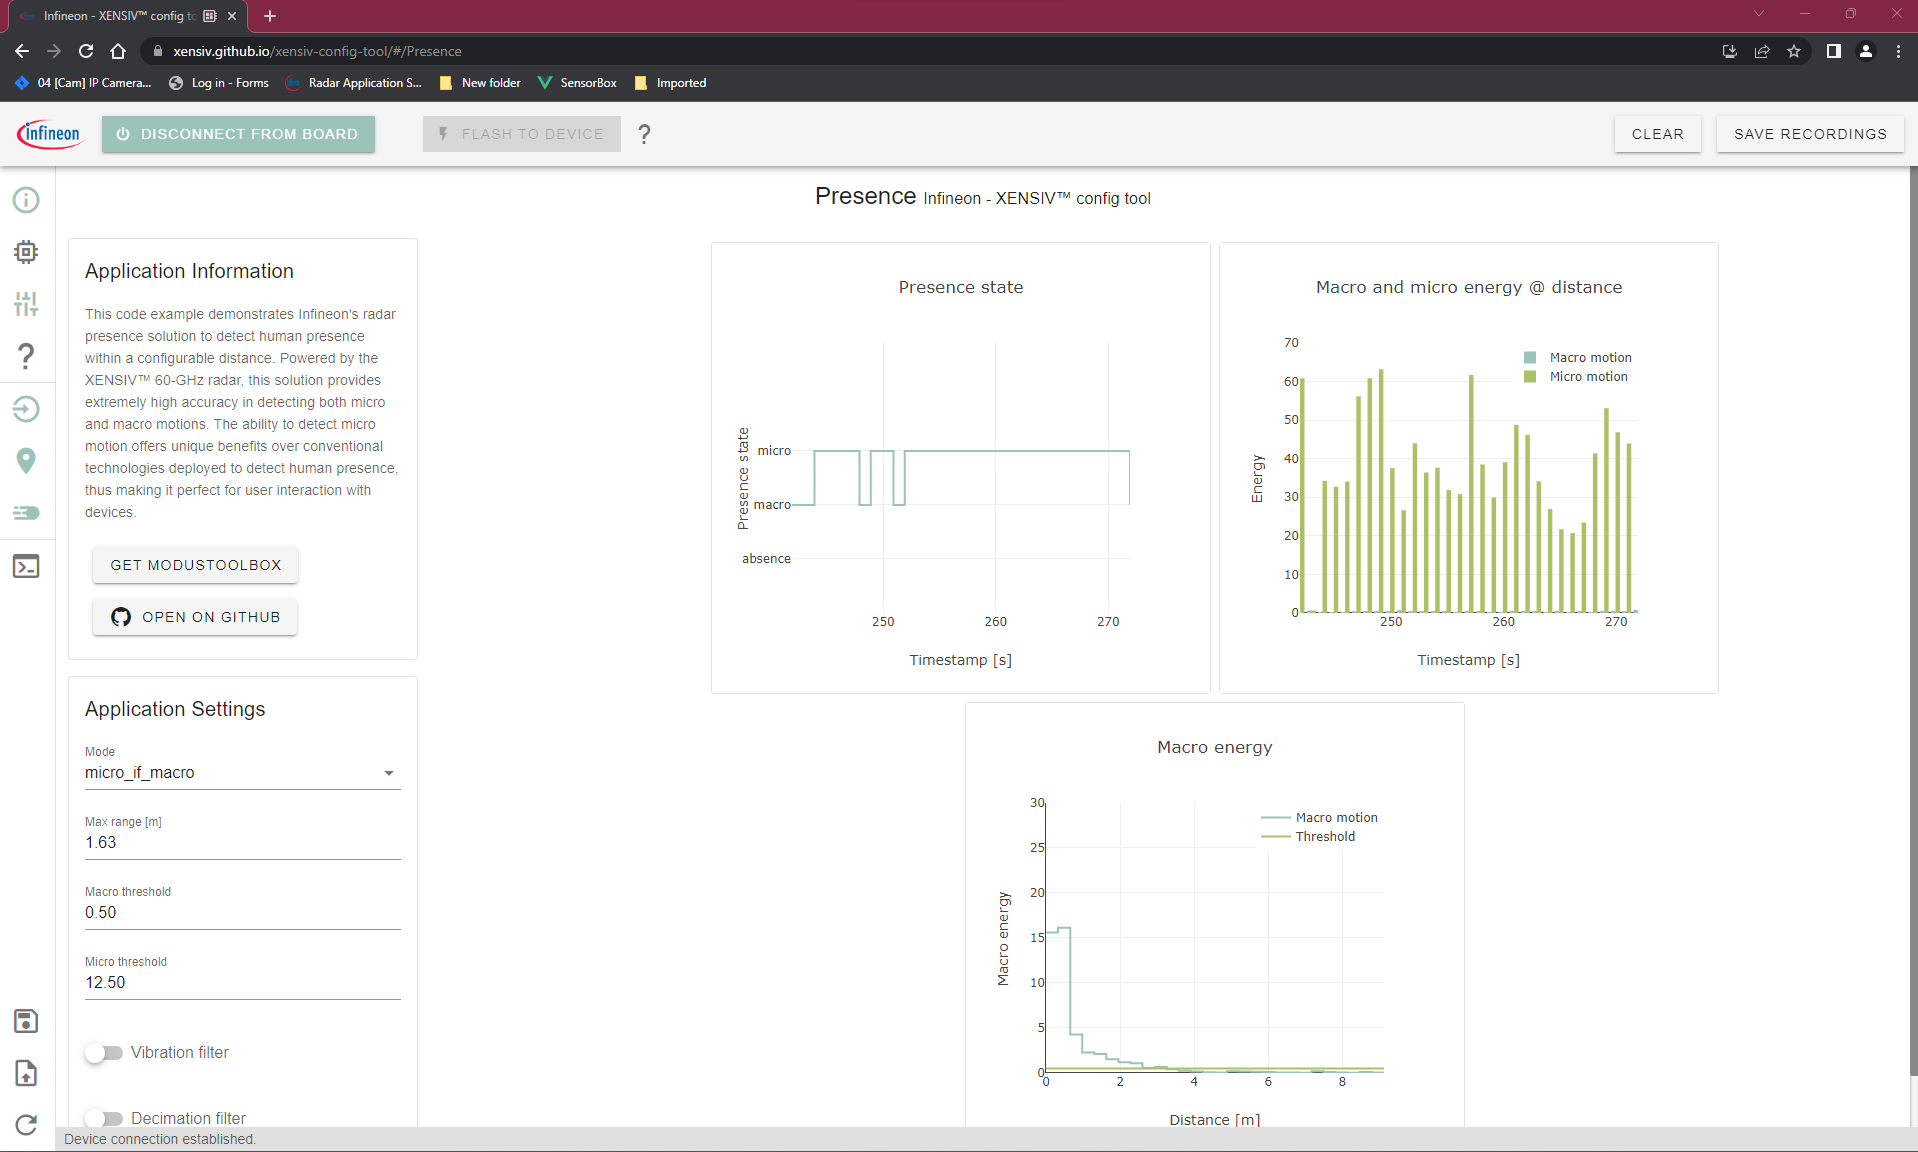 Infineon - XENSIV™ config to
xensiv.github.io/xensiv-config-tool/#/Presence
04 [Cam] IP Camera...
Log in - Forms
Radar Application S...
New folder
SensorBox
Imported
infineon
DISCONNECT FROM BOARD
FLASH TO DEVICE
?
CLEAR
SAVE RECORDINGS
Presence Infineon - XENSIV™ config tool
Application Information
This code example demonstrates Infineon's radar
presence solution to detect human presence
within a configurable distance. Powered by the
XENSIV™ 60-GHz radar, this solution provides
extremely high accuracy in detecting both micro
and macro motions. The ability to detect micro
motion offers unique benefits over conventional
technologies deployed to detect human presence,
thus making it perfect for user interaction with
devices.
GET MODUSTOOLBOX
OPEN ON GITHUB
Application Settings
Mode
micro_if_macro
Max range [m]
1.63
Macro threshold
0.50
Micro threshold
12.50
Vibration filter
Decimation filter
Device connection established.
Presence state
Presence state
micro
macro
absence
250 260 270
Timestamp [s]
Macro and micro energy @ distance
Macro motion
Micro motion
Energy
70
60
50
40
30
20
10
0
250 260 270
Timestamp [s]
Macro energy
Macro motion
Threshold
Macro energy
30
25
20
15
10
5
0
0 2 4 6 8
Distance [m]